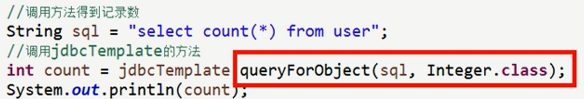 //调用方法得到记录数
String sql = "select count(*) from user";
//调用jdbcTemplate的方法
int count = jdbcTemplate.queryForObject(sql, Integer.class);
System.out.println(count);